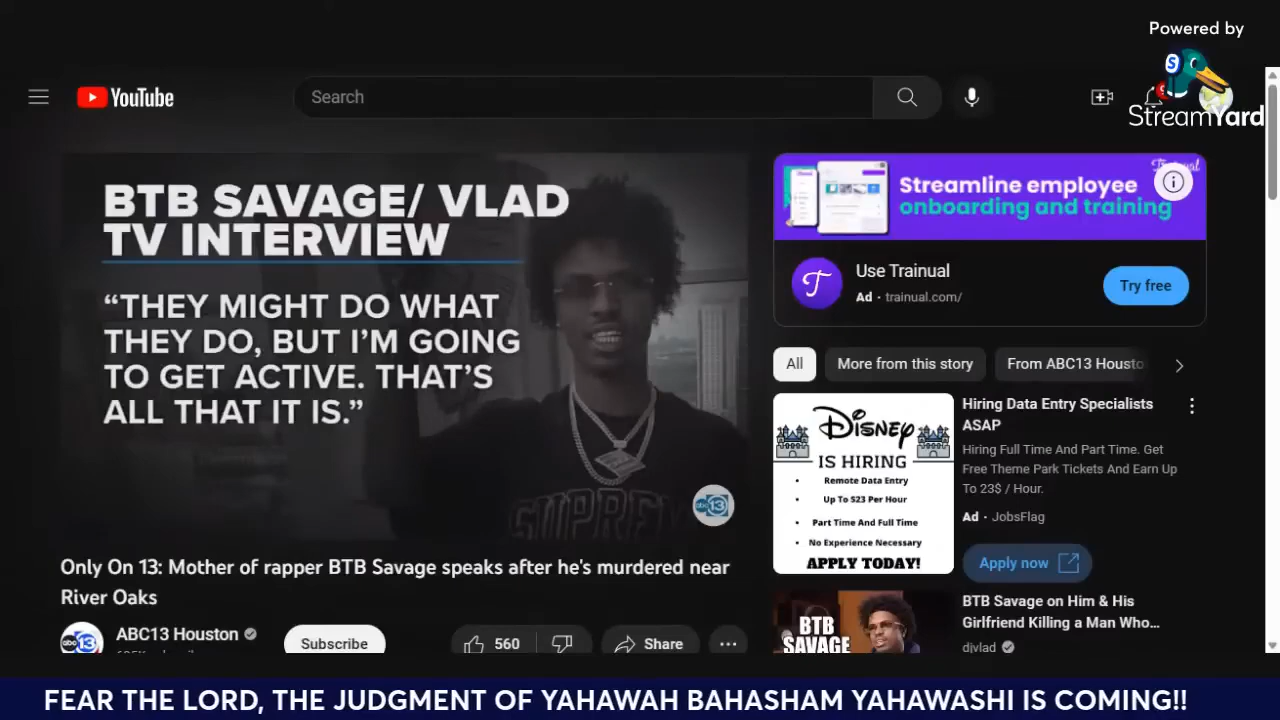 Powered by
StreamYard
YouTube
Search
BTB SAVAGE/ VLAD
TV INTERVIEW
“THEY MIGHT DO WHAT
THEY DO, BUT I’M GOING
TO GET ACTIVE. THAT’S
ALL THAT IT IS.”
SUPREM
abc 13
Only On 13: Mother of rapper BTB Savage speaks after he's murdered near
River Oaks
abc 13
ABC13 Houston
Subscribe
560
Share
Trainual
Streamline employee
onboarding and training
Use Trainual
Ad · trainual.com/
Try free
All
More from this story
From ABC13 Housto
Disney
IS HIRING
• Remote Data Entry
• Up To $23 Per Hour
• Part Time And Full Time
• No Experience Necessary
APPLY TODAY!
Hiring Data Entry Specialists
ASAP
Hiring Full Time And Part Time. Get
Free Theme Park Tickets And Earn Up
To 23$ / Hour.
Ad · JobsFlag
Apply now
BTB
SAVAGE
BTB Savage on Him & His
Girlfriend Killing a Man Who...
djvlad
FEAR THE LORD, THE JUDGMENT OF YAHAWAH BAHASHAM YAHAWASHI IS COMING!!